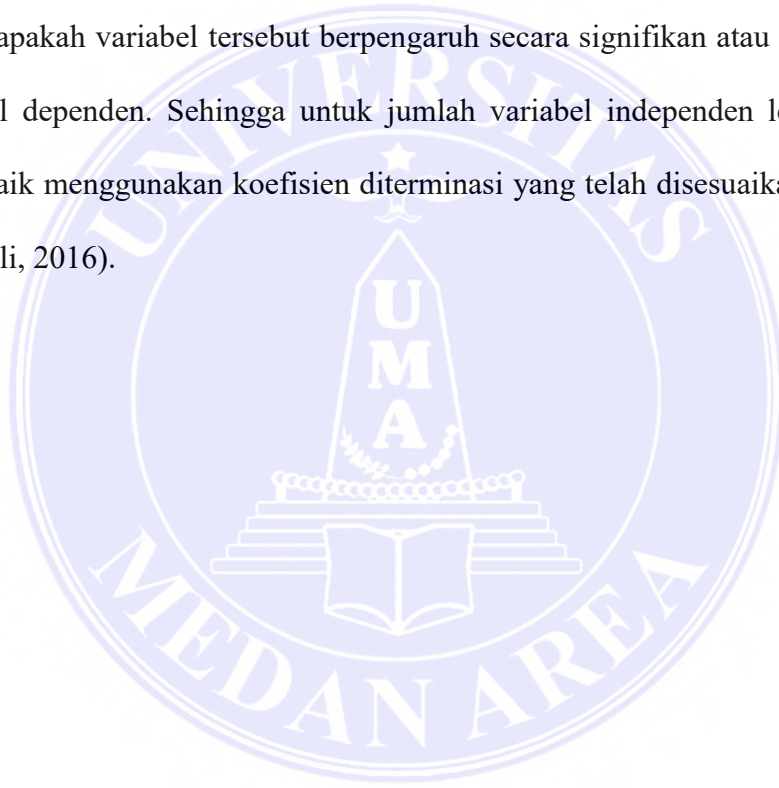 apakah variabel tersebut berpengaruh secara signifikan atau
l dependen. Sehingga untuk jumlah variabel independen l
aik menggunakan koefisien diterminasi yang telah disesuaika
li, 2016).
UNIVERSITAS
U
M
A
MEDAN AREA